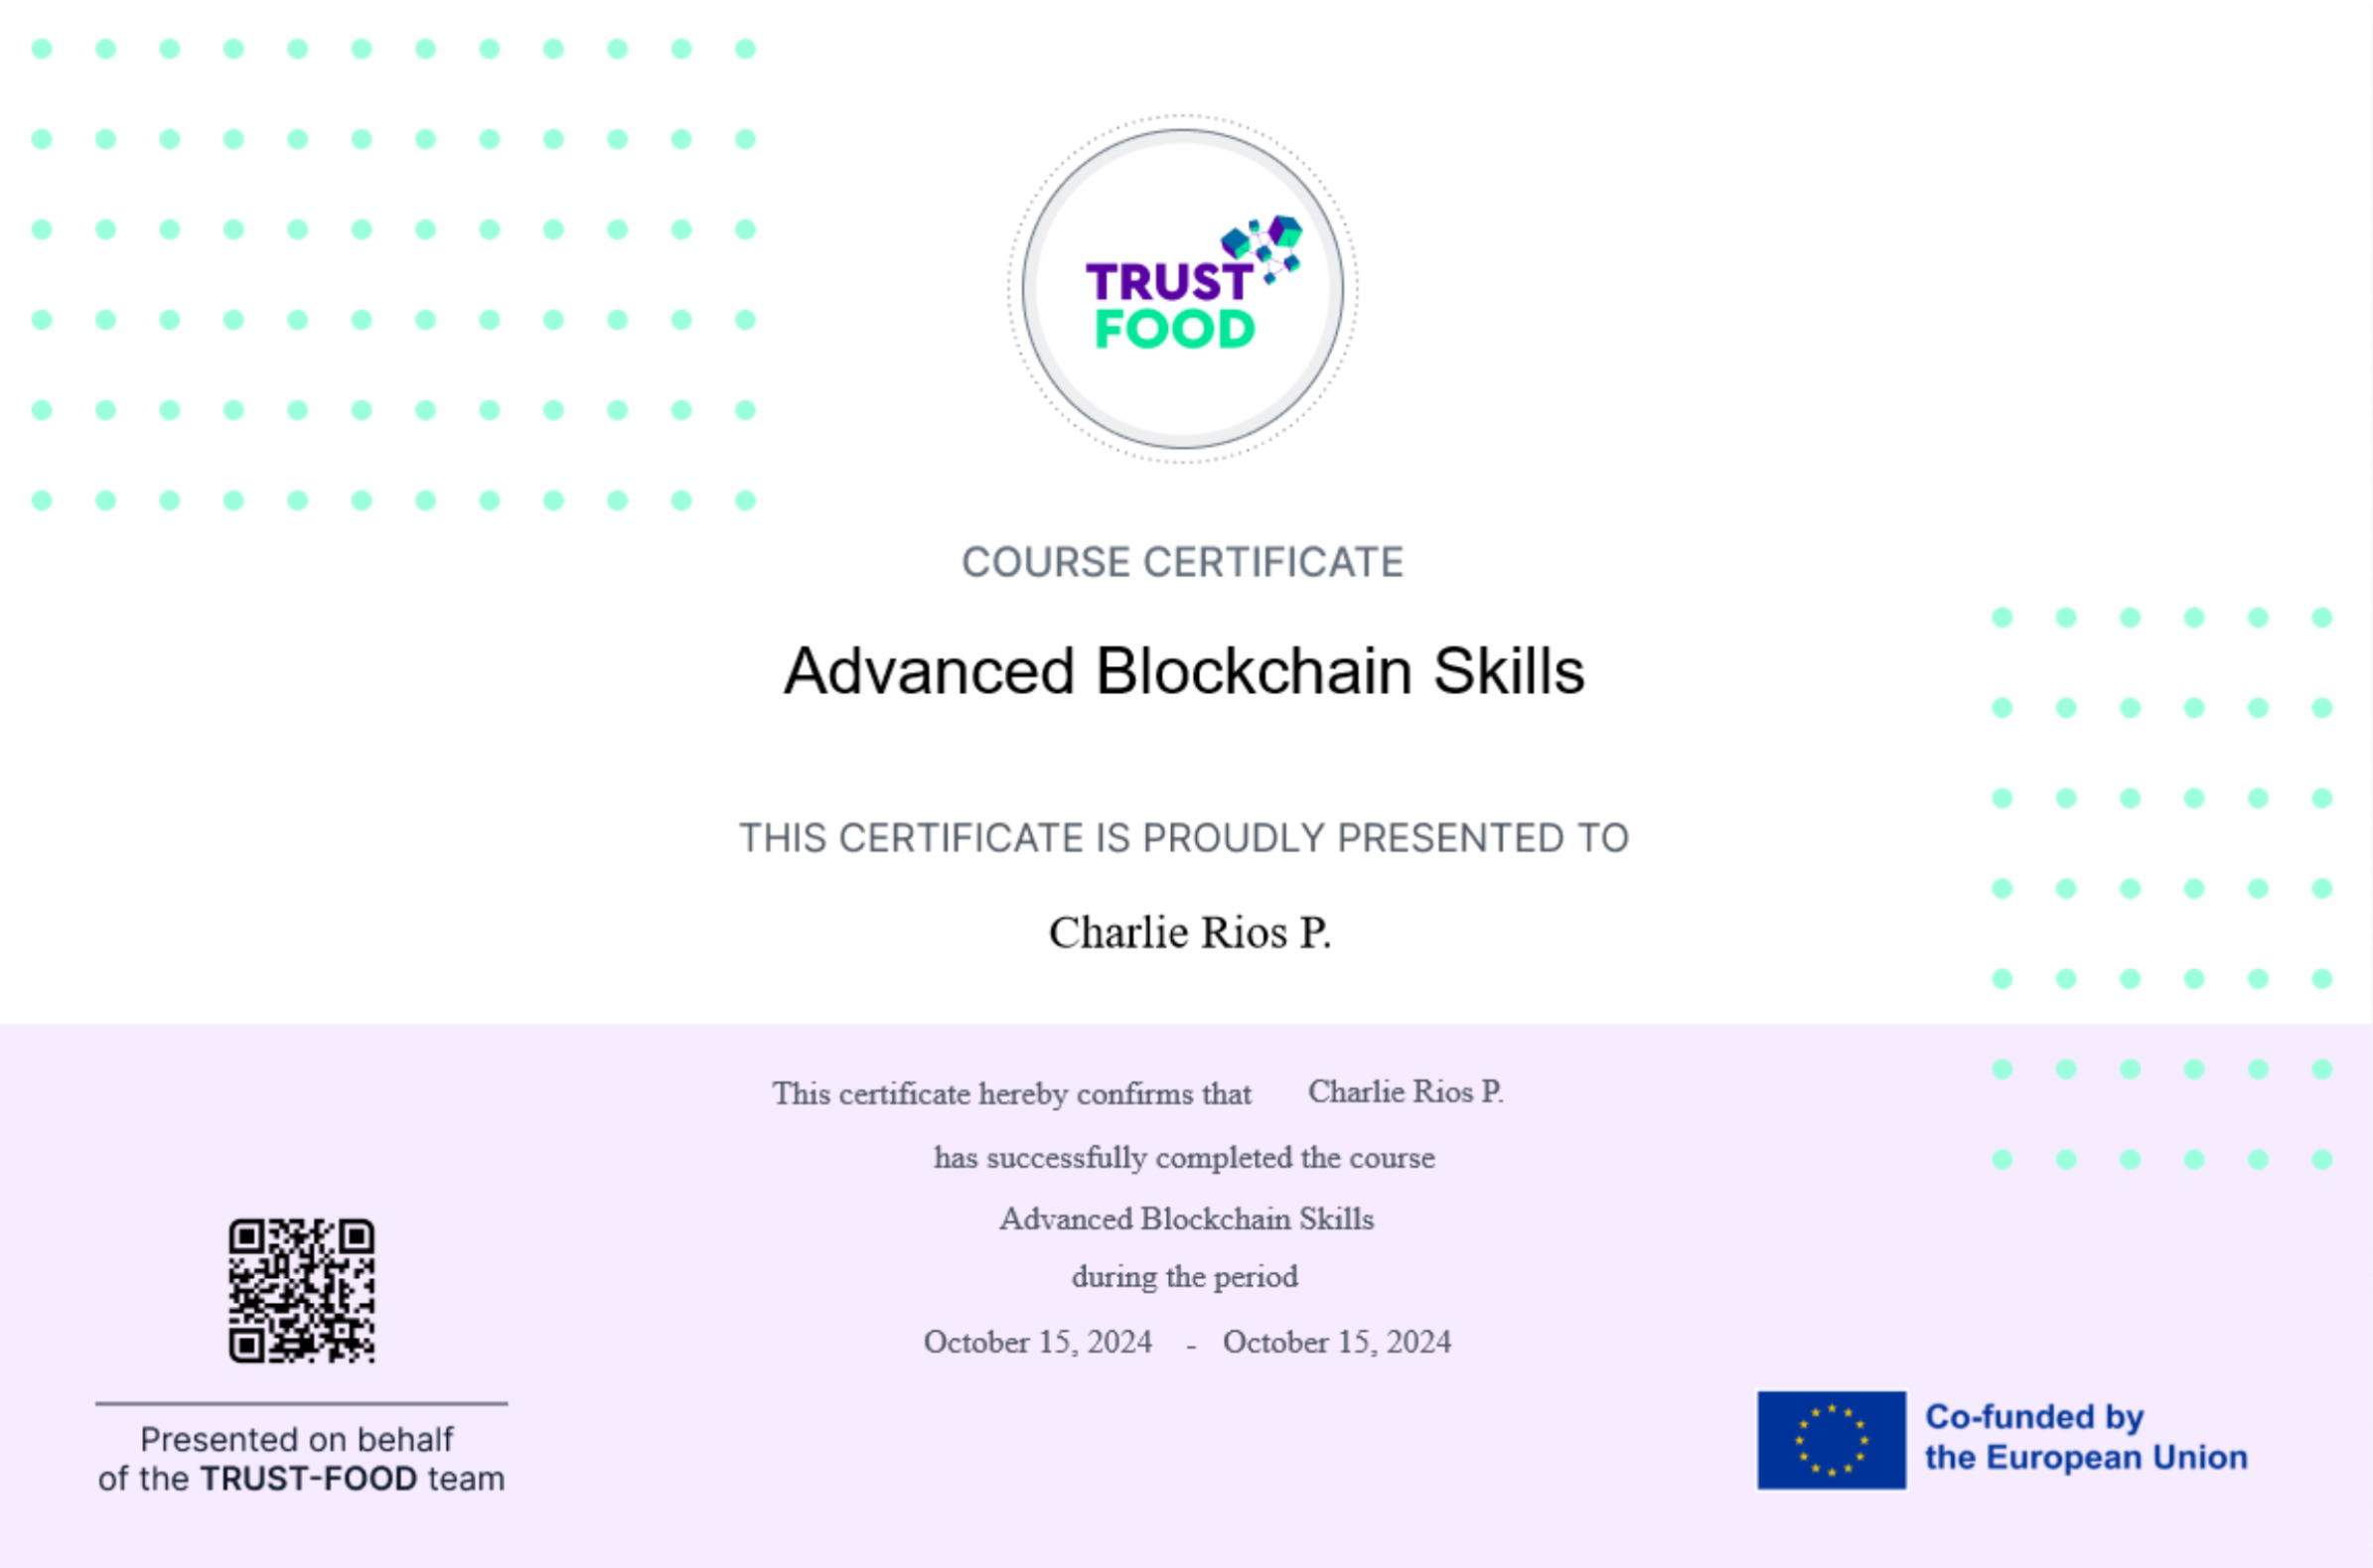 TRUST
FOOD
COURSE CERTIFICATE
Advanced Blockchain Skills
THIS CERTIFICATE IS PROUDLY PRESENTED TO
Charlie Rios P.
This certificate hereby confirms that Charlie Rios P.
has successfully completed the course
Advanced Blockchain Skills
during the period
October 15, 2024 - October 15, 2024
Presented on behalf
of the TRUST-FOOD team
Co-funded by
the European Union